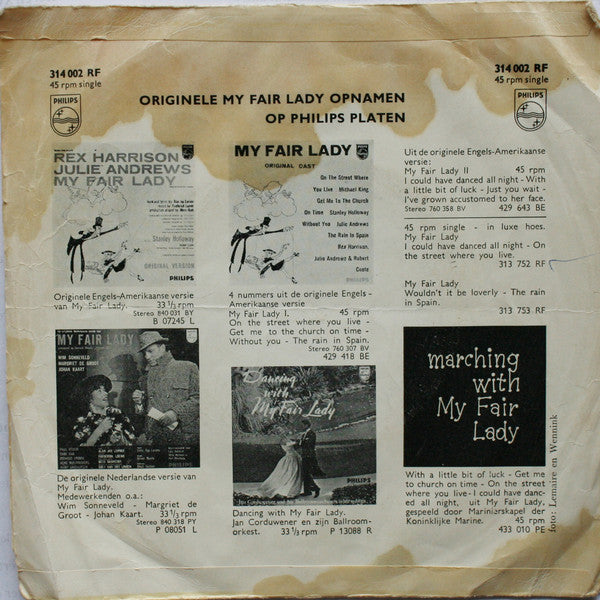 314 002 RF
45 rpm single
PHILIPS
314 002 RF
45 rpm single
PHILIPS
ORIGINELE MY FAIR LADY OPNAMEN
OP PHILIPS PLATEN
REX HARRISON
JULIE ANDREWS
MY FAIR LADY
Stanley Holloway
ORIGINAL VERSION
Originele Engels-Amerikaanse versie
van My Fair Lady. 33 1/3 rpm
Stereo 840 031 BY
B 07245 L
MY FAIR LADY
ORIGINAL CAST
On The Street Where
You Live Michael King
Get Me To The Church
On Time Stanley Holloway
Without You Julie Andrews
The Rain In Spain
Rex Harrison,
Julie Andrews & Robert
Coote
4 nummers uit de originele Engels-
Amerikaanse versie
My Fair Lady I. 45 rpm
On the street where you live -
Get me to the church on time -
Without you - The rain in Spain.
Stereo 760 307 BV
429 418 BE
Uit de originele Engels-Amerikaanse
versie:
My Fair Lady II 45 rpm
I could have danced all night - With
a little bit of luck - Just you wait -
I've grown accustomed to her face.
Stereo 760 358 BV 429 643 BE
45 rpm single - in luxe hoes.
My Fair Lady
I could have danced all night - On
the street where you live.
313 752 RF
My Fair Lady
Wouldn't it be loverly - The rain
in Spain.
313 753 RF
MY FAIR LADY
WIM SONNEVELD
MARGRIET DE GROOT
JOHAN KAART
PHILIPS
De originele Nederlandse versie van
My Fair Lady.
Medewerkenden o.a.:
Wim Sonneveld - Margriet de
Groot - Johan Kaart. 33 1/3 rpm
Stereo 840 318 PY
P 08051 L
Dancing
with
My Fair Lady
PHILIPS
Dancing with My Fair Lady.
Jan Corduwener en zijn Ballroom-
orkest. 33 1/3 rpm P 13088 R
marching
with
My Fair
Lady
With a little bit of luck - Get me
to church on time - On the street
where you live - I could have danc-
ed all night, uit My Fair Lady,
gespeeld door Marinierskapel der
Koninklijke Marine. 45 rpm
433 010 PE
foto: Lemaire en Wennink